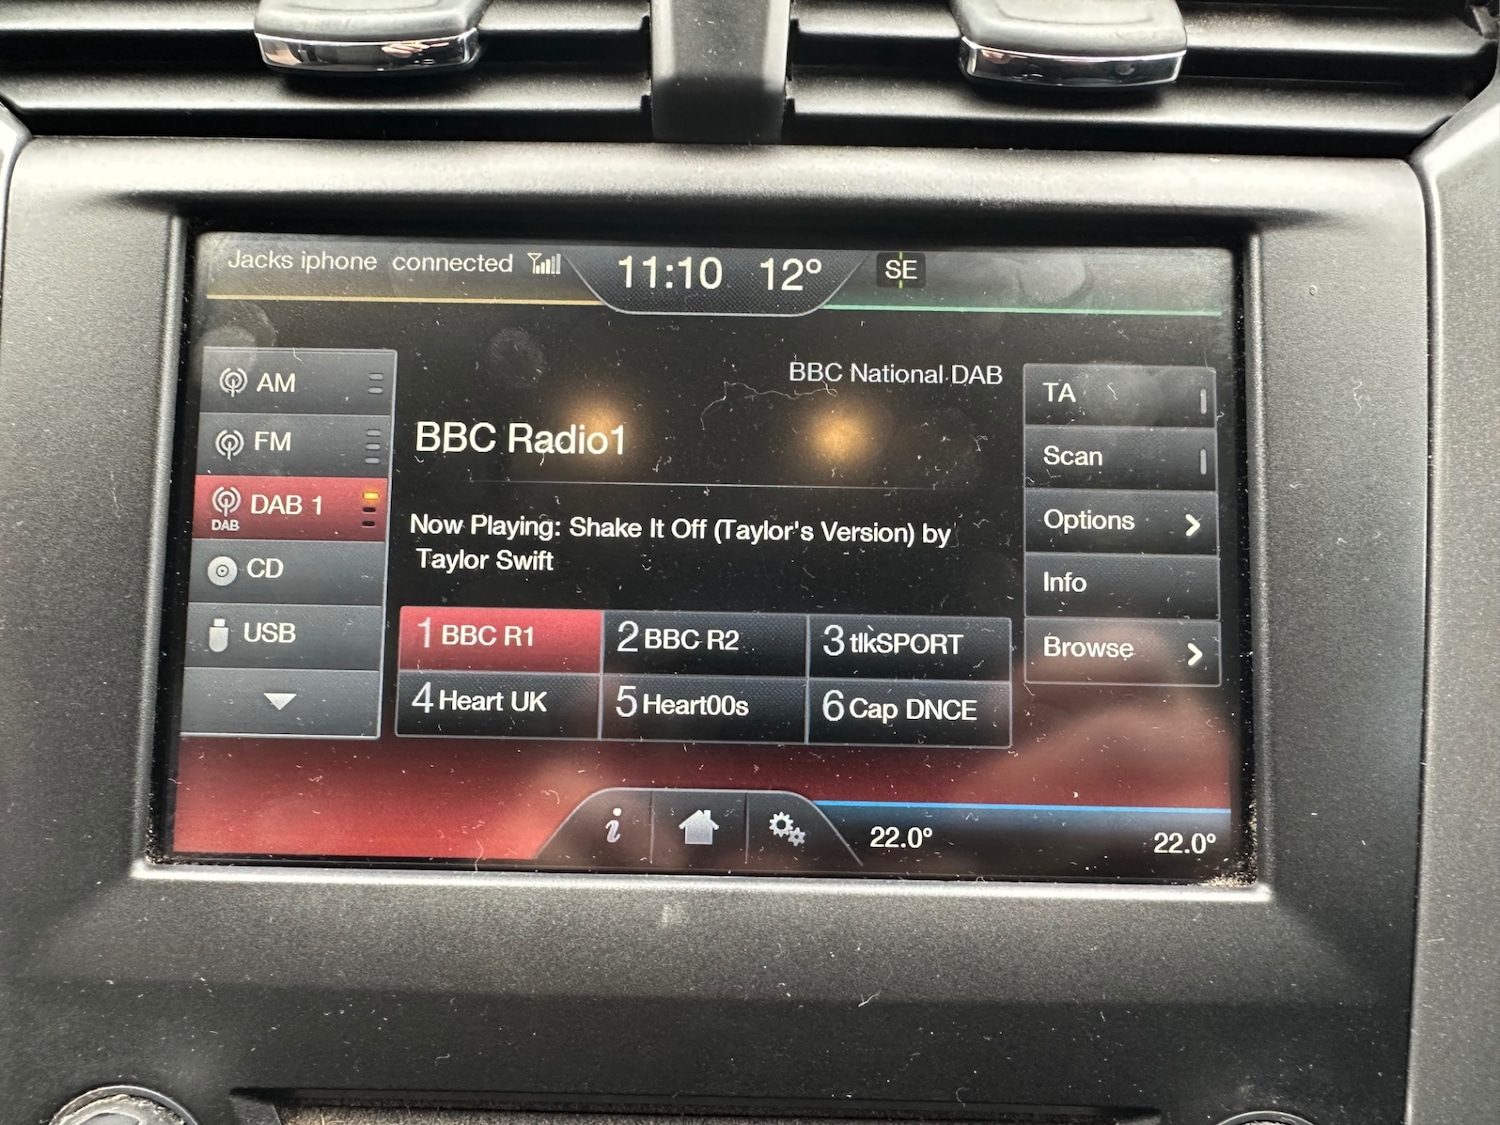 Jacks iphone connected
11:10 12°
SE
BBC National DAB
AM
FM
DAB 1
DAB
CD
USB
BBC Radio1
Now Playing: Shake It Off (Taylor's Version) by
Taylor Swift
1 BBC R1
2 BBC R2
3 tlkSPORT
4 Heart UK
5 Heart00s
6 Cap DNCE
TA
Scan
Options
Info
Browse
i
22.0°
22.0°